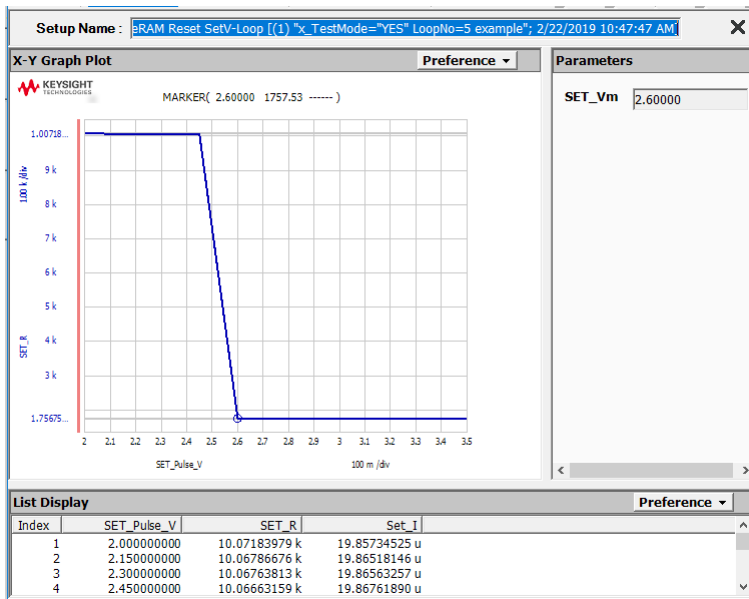 Setup Name : eRAM Reset SetV-Loop [(1) "x_TestMode="YES" LoopNo=5 example"; 2/22/2019 10:47:47 AM]
X-Y Graph Plot Preference
KEYSIGHT
TECHNOLOGIES
MARKER( 2.60000 1757.53 ------ )
1.00718...
9 k
8 k
7 k
6 k
5 k
4 k
3 k
1.75675...
1.00 k /div
SET_R
2 2.1 2.2 2.3 2.4 2.5 2.6 2.7 2.8 2.9 3 3.1 3.2 3.3 3.4 3.5
SET_Pulse_V 100 m /div
Parameters
SET_Vm 2.60000
List Display Preference
Index SET_Pulse_V SET_R Set_I
1 2.000000000 10.07183979 k 19.85734525 u
2 2.150000000 10.06786676 k 19.86518146 u
3 2.300000000 10.06763813 k 19.86563257 u
4 2.450000000 10.06663159 k 19.86761890 u